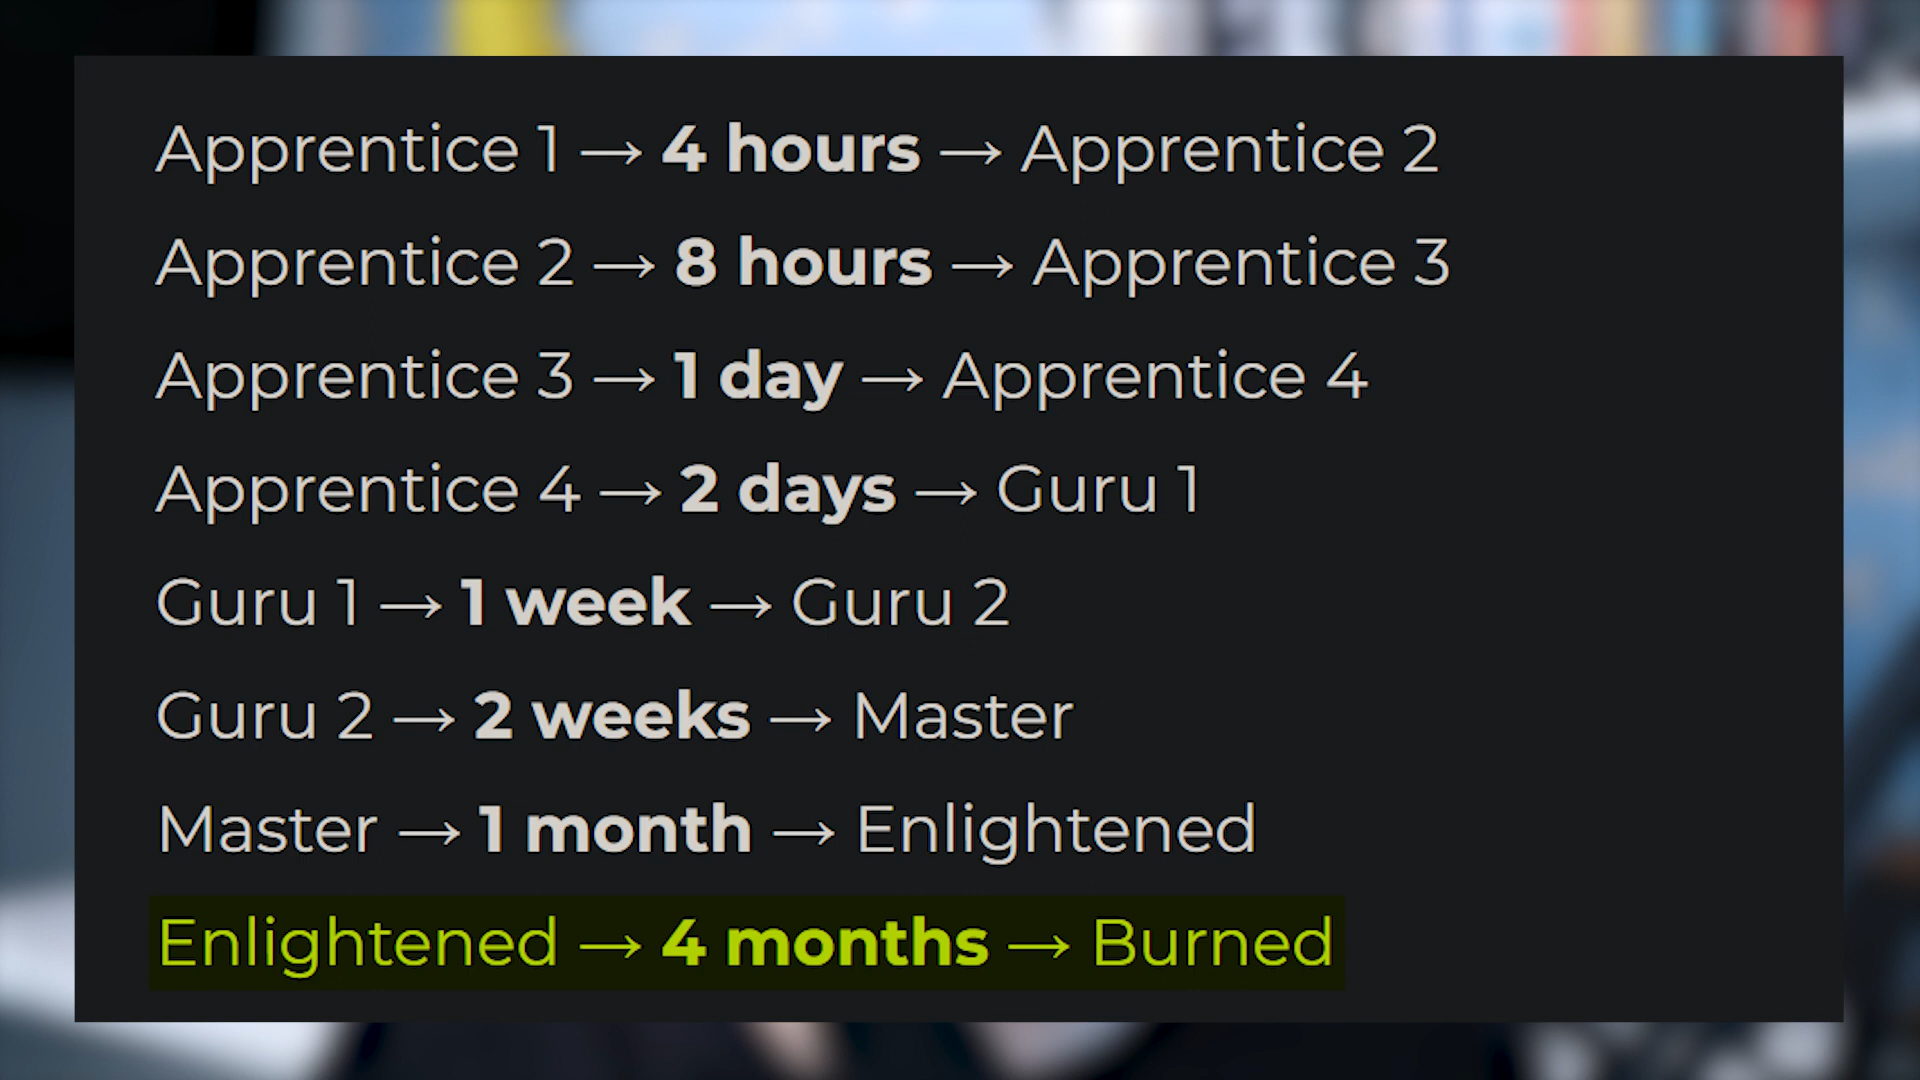 Apprentice 1 → 4 hours → Apprentice 2
Apprentice 2 → 8 hours → Apprentice 3
Apprentice 3 → 1 day → Apprentice 4
Apprentice 4 → 2 days → Guru 1
Guru 1 → 1 week → Guru 2
Guru 2 → 2 weeks → Master
Master → 1 month → Enlightened
Enlightened → 4 months → Burned